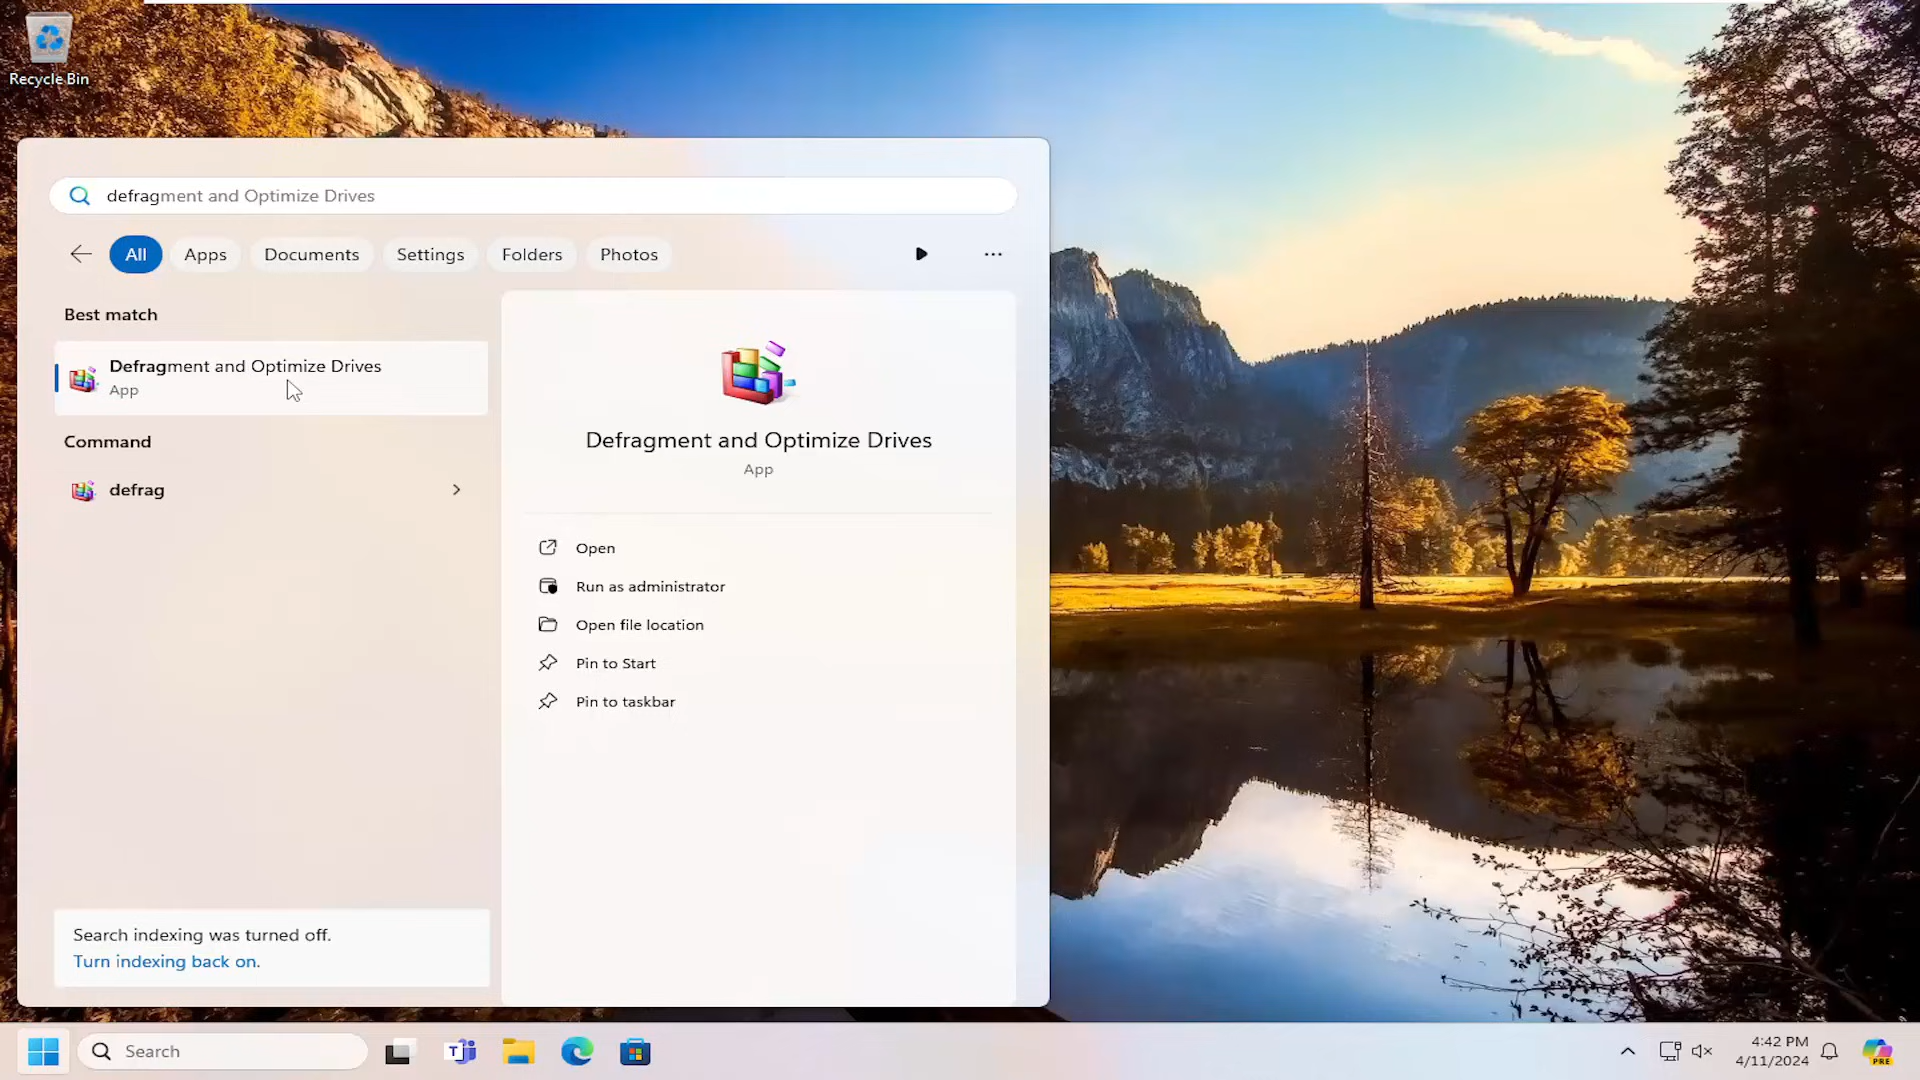 Recycle Bin
defragment and Optimize Drives
All
Apps
Documents
Settings
Folders
Photos
Best match
Defragment and Optimize Drives
App
Command
defrag
Defragment and Optimize Drives
App
Open
Run as administrator
Open file location
Pin to Start
Pin to taskbar
Search indexing was turned off.
Turn indexing back on.
Search
4:42 PM
4/11/2024
PRE